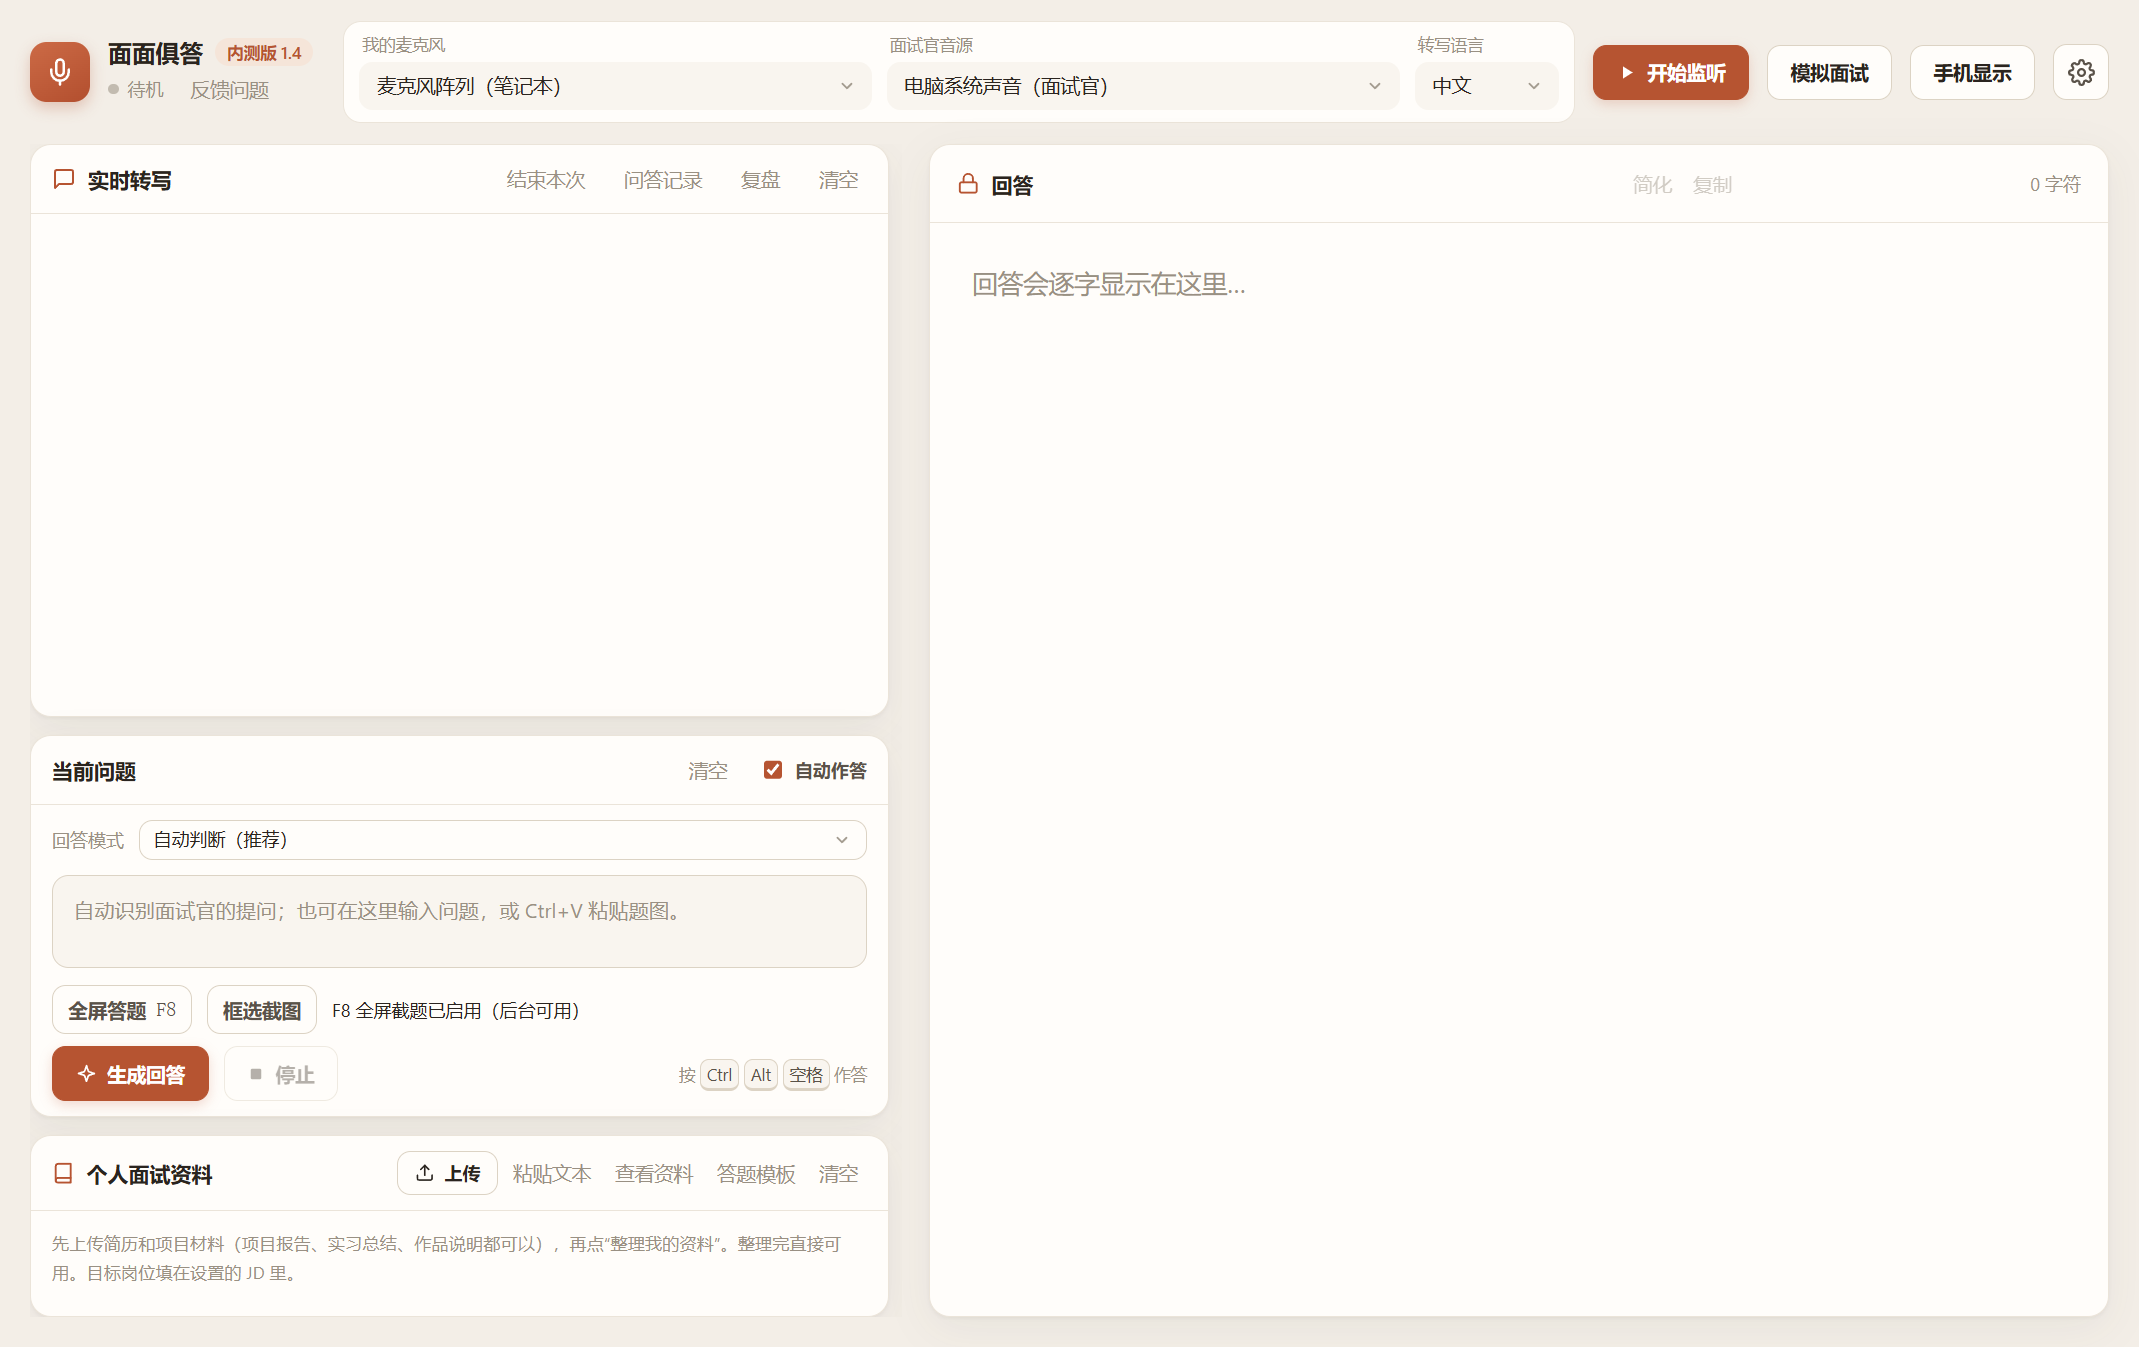 面面俱答 内测版 1.4
待机 反馈问题
我的麦克风
麦克风阵列（笔记本）
面试官音源
电脑系统声音（面试官）
转写语言
中文
开始监听
模拟面试
手机显示
实时转写 结束本次 问答记录 复盘 清空
当前问题 清空 自动作答
回答模式 自动判断（推荐）
自动识别面试官的提问；也可在这里输入问题，或 Ctrl+V 粘贴题图。
全屏答题 F8 框选截图 F8 全屏截题已启用（后台可用）
生成回答 停止 按 Ctrl Alt 空格 作答
个人面试资料 上传 粘贴文本 查看资料 答题模板 清空
先上传简历和项目材料（项目报告、实习总结、作品说明都可以），再点“整理我的资料”。整理完直接可
用。目标岗位填在设置的 JD 里。
回答 简化 复制 0 字符
回答会逐字显示在这里...